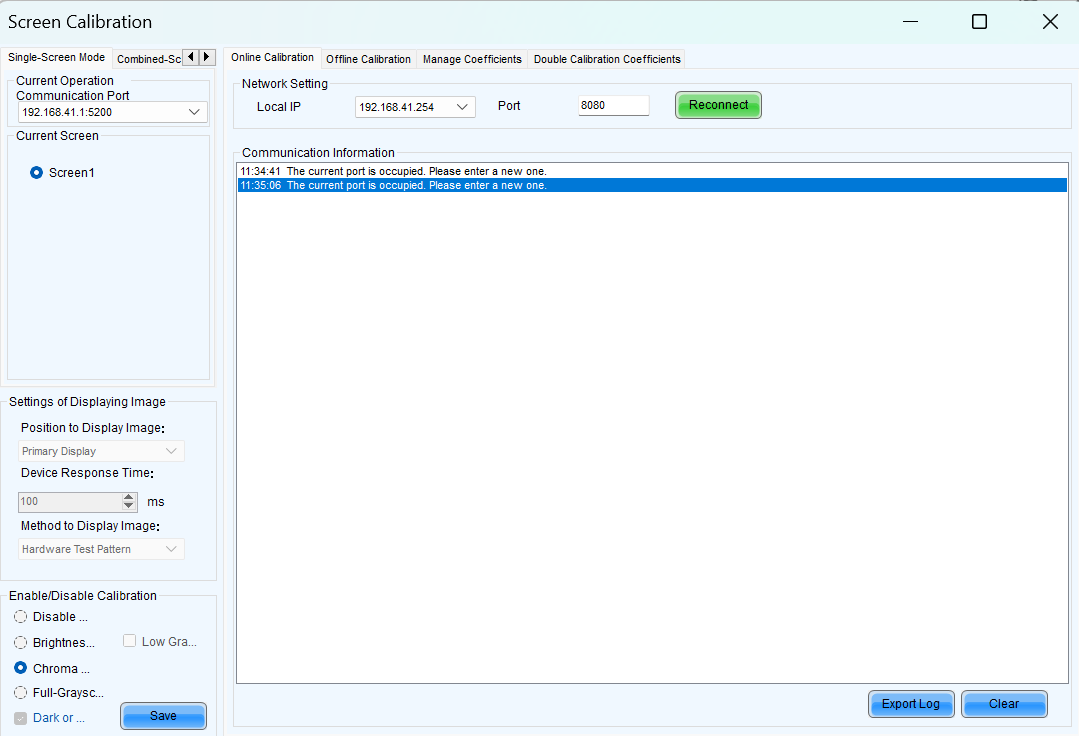 Screen Calibration
Single-Screen Mode
Combined-Sc
Current Operation
Communication Port
192.168.41.1:5200
Current Screen
Screen1
Settings of Displaying Image
Position to Display Image:
Primary Display
Device Response Time:
100 ms
Method to Display Image:
Hardware Test Pattern
Enable/Disable Calibration
Disable ...
Brightnes... Low Gra...
Chroma ...
Full-Graysc...
Dark or ...
Save
Online Calibration Offline Calibration Manage Coefficients Double Calibration Coefficients
Network Setting
Local IP 192.168.41.254 Port 8080 Reconnect
Communication Information
11:34:41 The current port is occupied. Please enter a new one.
11:35:06 The current port is occupied. Please enter a new one.
Export Log Clear